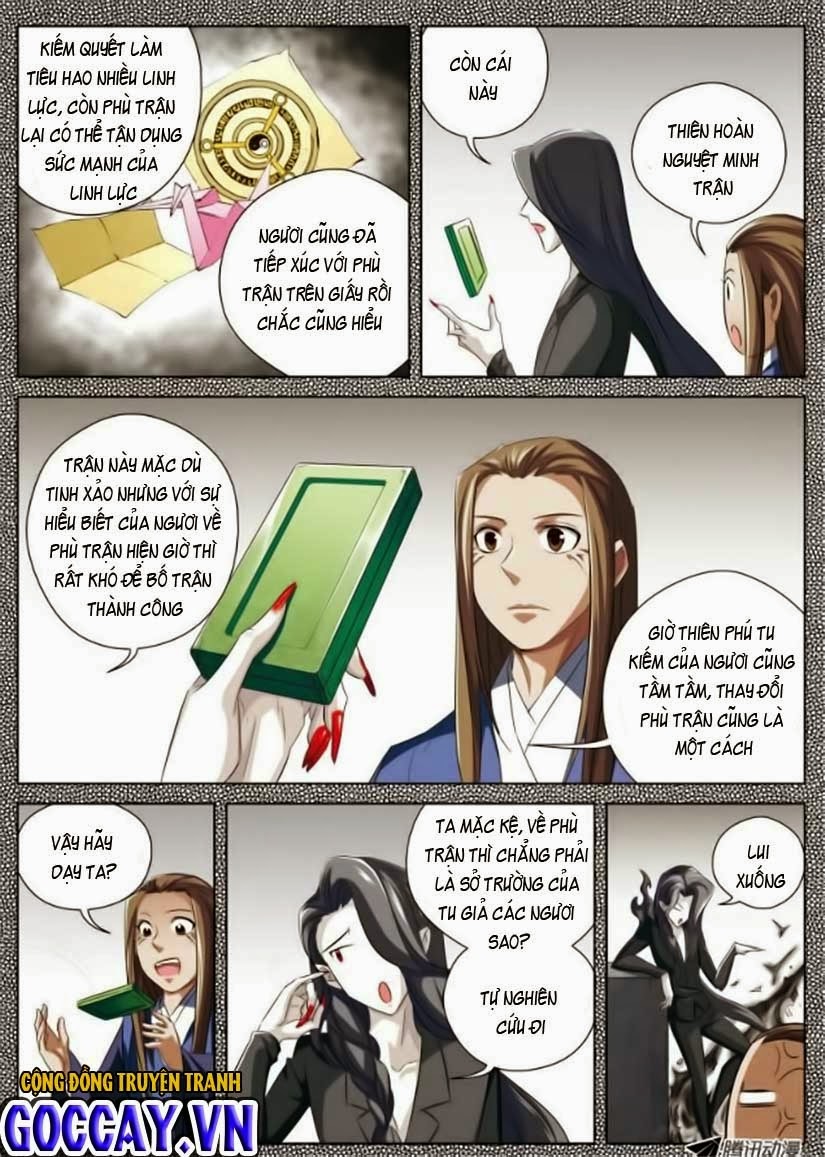 KIẾM QUYẾT LÀM
TIÊU HAO NHIỀU LINH
LỰC, CÒN PHÙ TRẬN
LẠI CÓ THỂ TẬN DỤNG
SỨC MẠNH CỦA
LINH LỰC
NGƯƠI CŨNG ĐÃ
TIẾP XÚC VỚI PHÙ
TRẬN TRÊN GIẤY RỒI
CHẮC CŨNG HIỂU
CÒN CÁI
NÀY
THIÊN HOÀN
NGUYỆT MINH
TRẬN
TRẬN NÀY MẶC DÙ
TINH XẢO NHƯNG VỚI SỰ
HIỂU BIẾT CỦA NGƯƠI VỀ
PHÙ TRẬN HIỆN GIỜ THÌ
RẤT KHÓ ĐỂ BỐ TRẬN
THÀNH CÔNG
GIỜ THIÊN PHÚ TU
KIẾM CỦA NGƯƠI CŨNG
TẦM TẦM, THAY ĐỔI
PHÙ TRẬN CŨNG LÀ
MỘT CÁCH
VẬY HÃY
DẠY TA?
TA MẶC KỆ, VỀ PHÙ
TRẬN THÌ CHẲNG PHẢI
LÀ SỞ TRƯỜNG CỦA
TU GIẢ CÁC NGƯƠI
SAO?
TỰ NGHIÊN
CỨU ĐI
LUI
XUỐNG
CỘNG ĐỒNG TRUYỆN TRANH
GOCCAY.VN
腾讯动漫